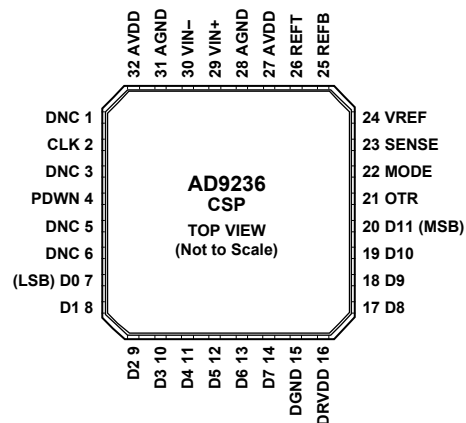 32 AVDD
31 AGND
30 VIN–
29 VIN+
28 AGND
27 AVDD
26 REFT
25 REFB
DNC 1
CLK 2
DNC 3
PDWN 4
DNC 5
DNC 6
(LSB) D0 7
D1 8
AD9236
CSP
TOP VIEW
(Not to Scale)
24 VREF
23 SENSE
22 MODE
21 OTR
20 D11 (MSB)
19 D10
18 D9
17 D8
D2 9
D3 10
D4 11
D5 12
D6 13
D7 14
DGND 15
DRVDD 16